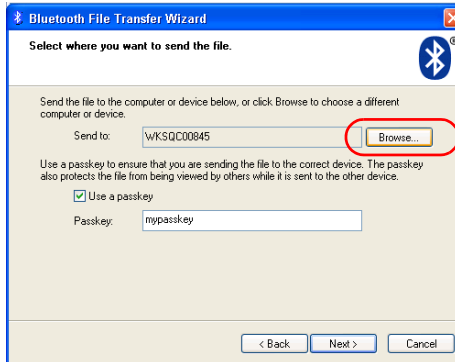 Bluetooth File Transfer Wizard
Select where you want to send the file.
Send the file to the computer or device below, or click Browse to choose a different
computer or device.
Send to: WKSQC00845 Browse...
Use a passkey to ensure that you are sending the file to the correct device. The passkey
also protects the file from being viewed by others while it is sent to the other device.
Use a passkey
Passkey: mypasskey
< Back Next > Cancel